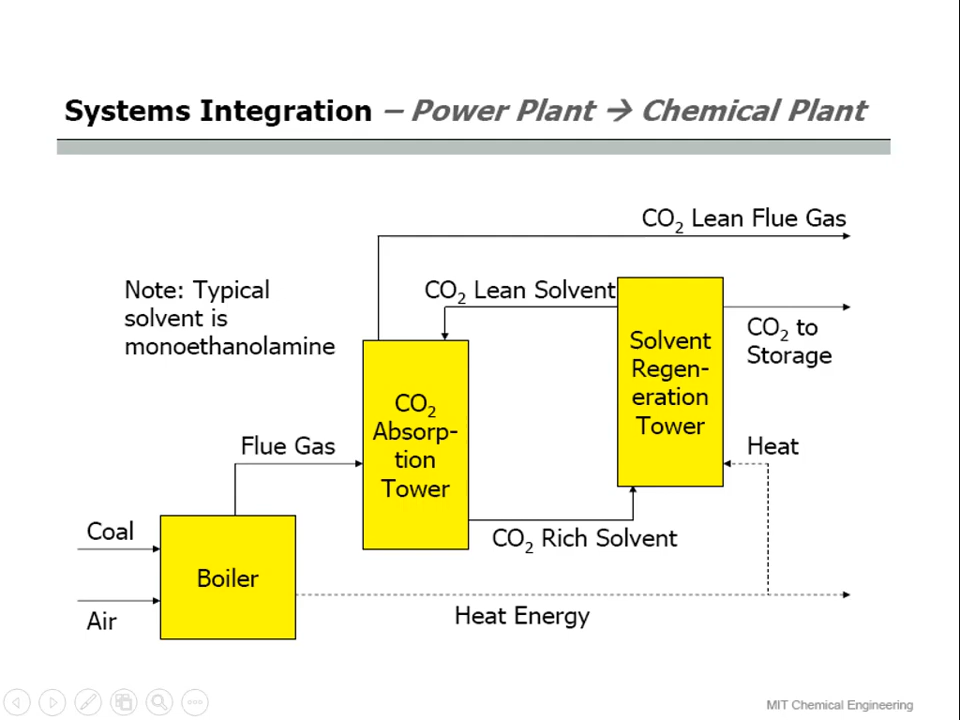 Systems Integration – Power Plant → Chemical Plant
CO₂ Lean Flue Gas
Note: Typical
solvent is
monoethanolamine
CO₂ Lean Solvent
Solvent
Regen-
eration
Tower
CO₂ to
Storage
CO₂
Absorp-
tion
Tower
Flue Gas
Heat
Coal
CO₂ Rich Solvent
Boiler
Air
Heat Energy
MIT Chemical Engineering